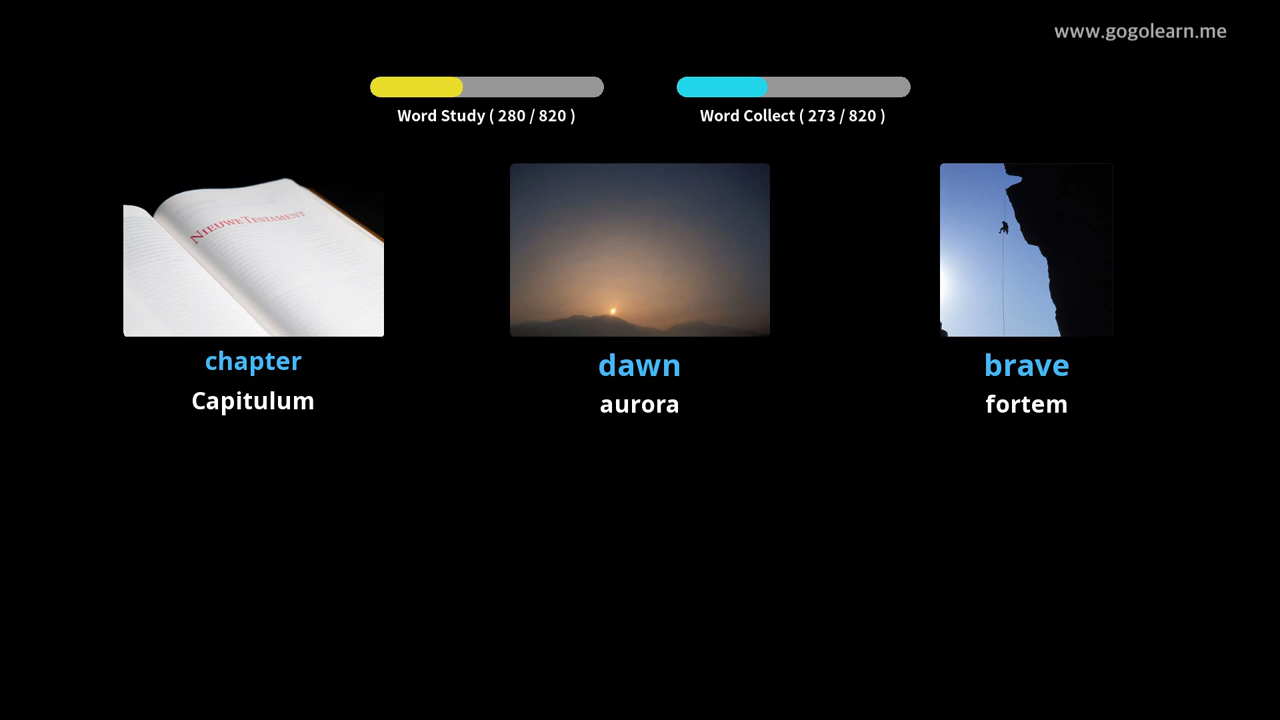 www.gogolearn.me
Word Study ( 280 / 820 )
Word Collect ( 273 / 820 )
NIEUWE TESTAMENT
chapter
Capitulum
dawn
aurora
brave
fortem